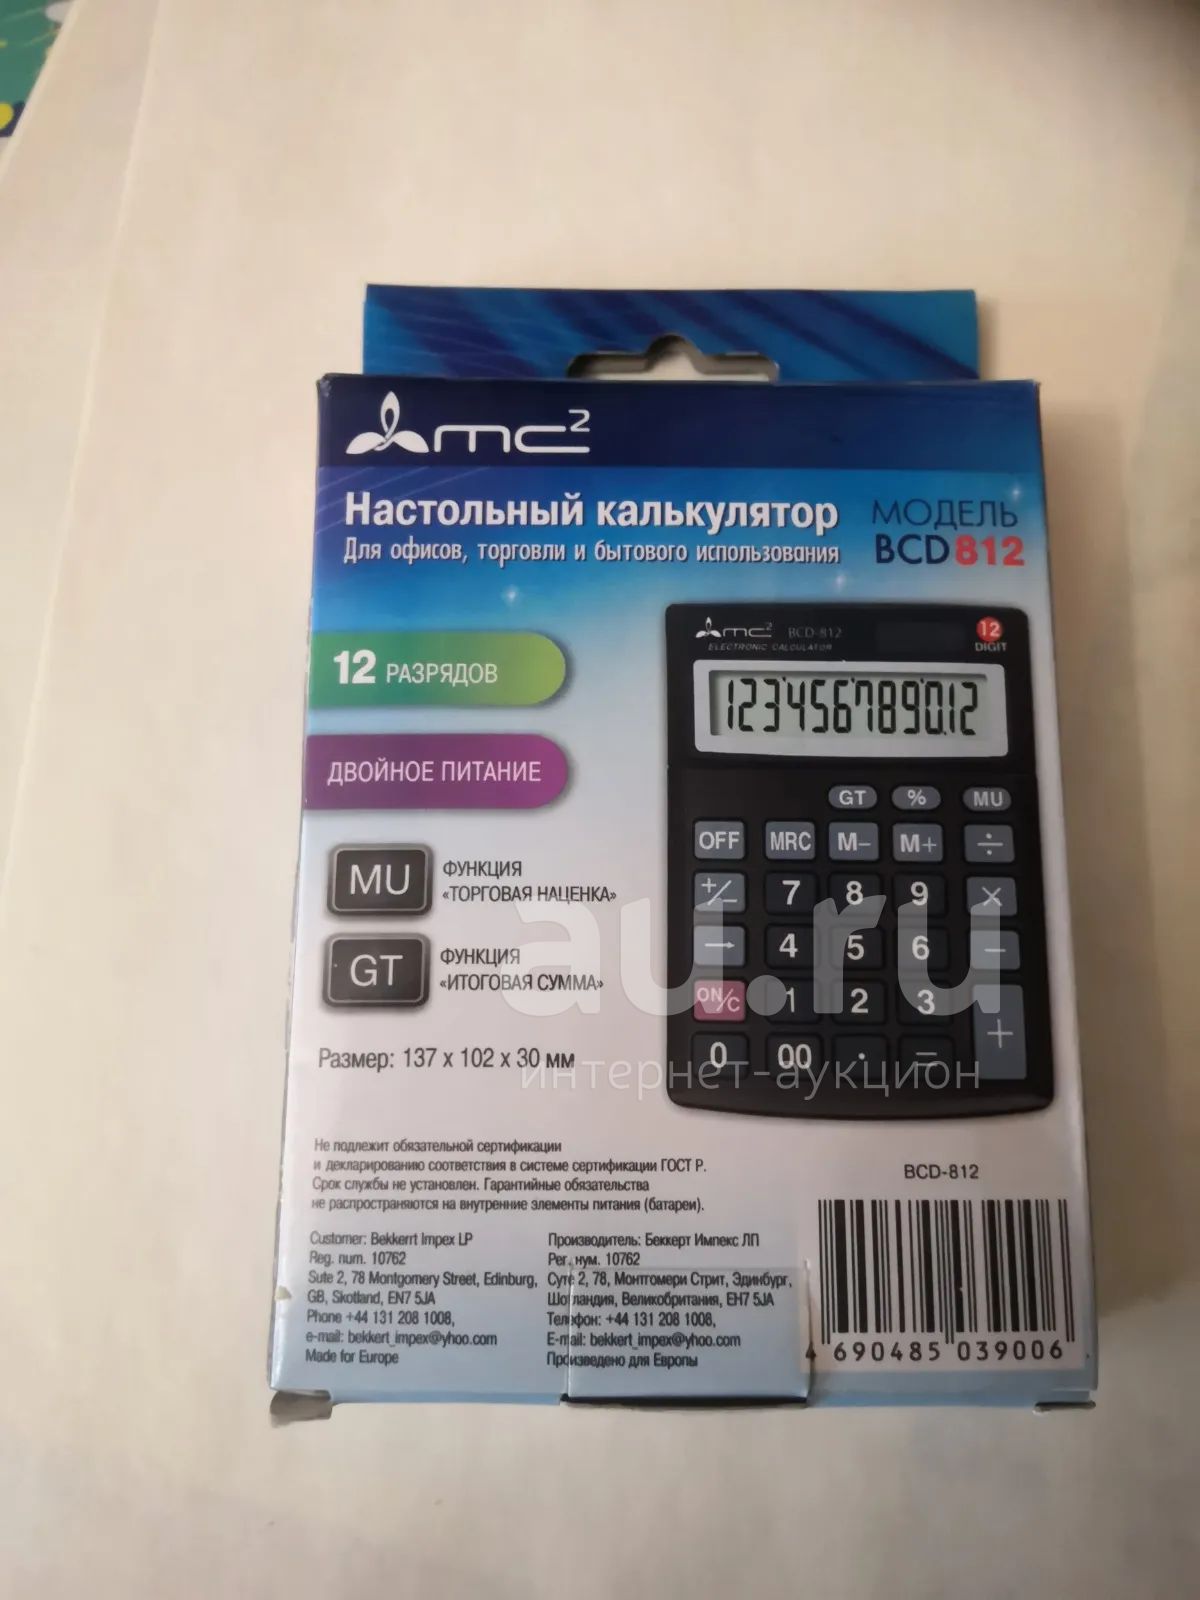 mc²
Настольный калькулятор
Для офисов, торговли и бытового использования
МОДЕЛЬ
BCD 812
12 РАЗРЯДОВ
ДВОЙНОЕ ПИТАНИЕ
MU
ФУНКЦИЯ
«ТОРГОВАЯ НАЦЕНКА»
GT
ФУНКЦИЯ
«ИТОГОВАЯ СУММА»
Размер: 137 x 102 x 30 мм
mc² BCD-812
ELECTRONIC CALCULATOR
12
DIGIT
123'456'789'012
GT % MU
OFF MRC M− M+ ÷
+/− 7 8 9 ×
→ 4 5 6 −
ON/C 1 2 3 +
0 00 . =
au.ru
интернет-аукцион
Не подлежит обязательной сертификации
и декларированию соответствия в системе сертификации ГОСТ Р.
Срок службы не установлен. Гарантийные обязательства
не распространяются на внутренние элементы питания (батареи).
Customer: Bekkerrt Impex LP
Reg. num. 10762
Sute 2, 78 Montgomery Street, Edinburg,
GB, Skotland, EN7 5JA
Phone +44 131 208 1008,
e-mail: bekkert_impex@yhoo.com
Made for Europe
Производитель: Беккерт Импекс ЛП
Рег. нум. 10762
Суте 2, 78, Монтгомери Стрит, Эдинбург,
Шотландия, Великобритания, ЕН7 5JA
Телефон: +44 131 208 1008,
E-mail: bekkert_impex@yhoo.com
Произведено для Европы
BCD-812
4 690485 039006